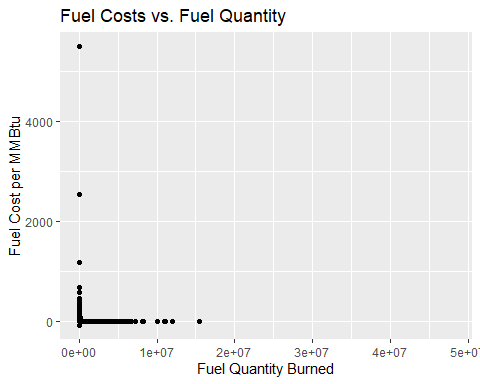 Fuel Costs vs. Fuel Quantity
Fuel Cost per MMBtu
4000
2000
0
0e+00 1e+07 2e+07 3e+07 4e+07 5e+07
Fuel Quantity Burned